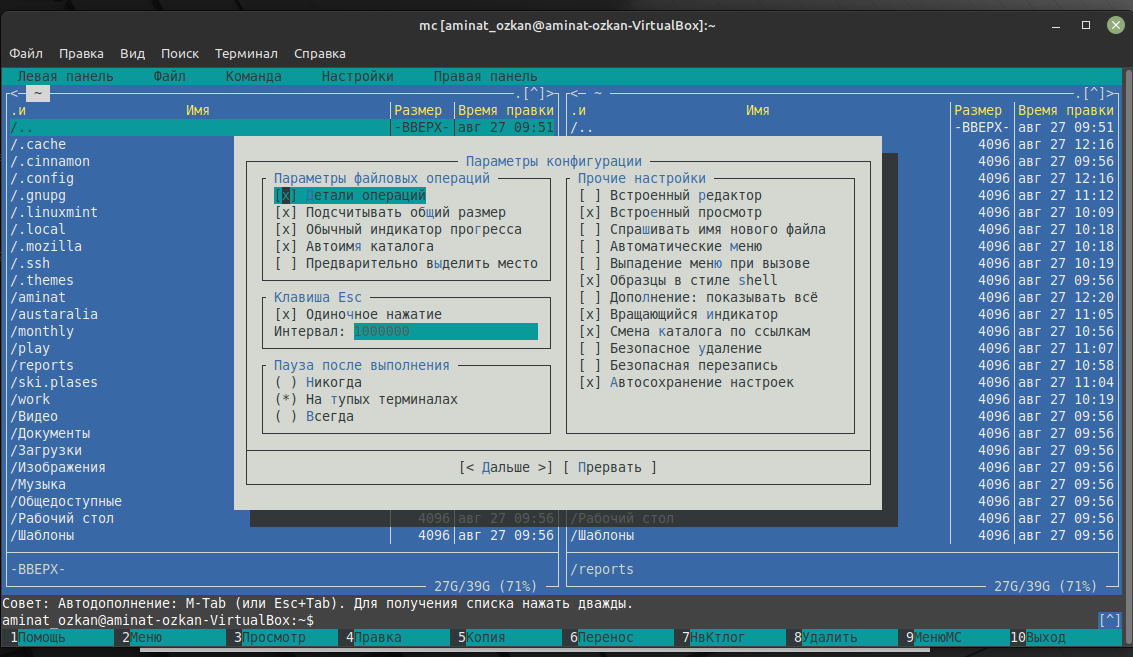 mc [aminat_ozkan@aminat-ozkan-VirtualBox]:~
Файл Правка Вид Поиск Терминал Справка
Левая панель Файл Команда Настройки Правая панель
<─ ~ .[^]> <─ ~ .[^]>
.и Имя Размер Время правки .и Имя Размер Время правки
/.. -ВВЕРХ- авг 27 09:51 /.. -ВВЕРХ- авг 27 09:51
/.cache 4096 авг 27 12:16
/.cinnamon Параметры конфигурации 4096 авг 27 09:56
/.config Параметры файловых операций Прочие настройки 4096 авг 27 12:16
/.gnupg [x] Детали операций [ ] Встроенный редактор 4096 авг 27 11:12
/.linuxmint [x] Подсчитывать общий размер [x] Встроенный просмотр 4096 авг 27 10:09
/.local [x] Обычный индикатор прогресса [ ] Спрашивать имя нового файла 4096 авг 27 10:18
/.mozilla [x] Автоимя каталога [ ] Автоматические меню 4096 авг 27 10:18
/.ssh [ ] Предварительно выделить место [ ] Выпадение меню при вызове 4096 авг 27 10:19
/.themes [x] Образцы в стиле shell 4096 авг 27 09:56
/aminat Клавиша Esc [ ] Дополнение: показывать всё 4096 авг 27 12:20
/austaralia [x] Одиночное нажатие [x] Вращающийся индикатор 4096 авг 27 11:05
/monthly Интервал: 1000000 [x] Смена каталога по ссылкам 4096 авг 27 10:56
/play [ ] Безопасное удаление 4096 авг 27 11:07
/reports Пауза после выполнения [ ] Безопасная перезапись 4096 авг 27 10:58
/ski.plases ( ) Никогда [x] Автосохранение настроек 4096 авг 27 11:04
/work (*) На тупых терминалах 4096 авг 27 10:19
/Видео ( ) Всегда 4096 авг 27 09:56
/Документы 4096 авг 27 09:56
/Загрузки 4096 авг 27 09:56
/Изображения [< Дальше >] [ Прервать ] 4096 авг 27 09:56
/Музыка 4096 авг 27 09:56
/Общедоступные 4096 авг 27 09:56
/Рабочий стол 4096 авг 27 09:56 /Рабочий стол 4096 авг 27 09:56
/Шаблоны 4096 авг 27 09:56 /Шаблоны 4096 авг 27 09:56
-ВВЕРХ- /reports
27G/39G (71%) 27G/39G (71%)
Совет: Автодополнение: M-Tab (или Esc+Tab). Для получения списка нажать дважды.
aminat_ozkan@aminat-ozkan-VirtualBox:~$ [^]
1Помощь 2Меню 3Просмотр 4Правка 5Копия 6Перенос 7НвКтлог 8Удалить 9МенюMC 10Выход